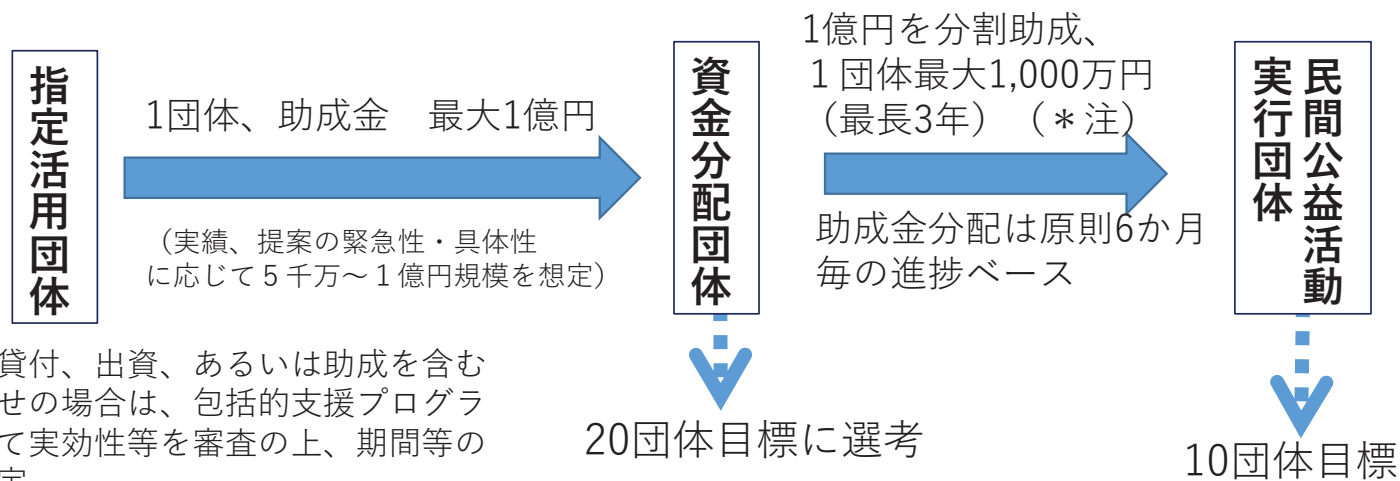 指定活用団体
1団体、助成金　最大1億円
（実績、提案の緊急性・具体性
に応じて５千万～１億円規模を想定）
資金分配団体
1億円を分割助成、
１団体最大1,000万円
（最長3年）（＊注）
助成金分配は原則6か月
毎の進捗ベース
民間公益活動
実行団体
貸付、出資、あるいは助成を含む
せの場合は、包括的支援プログラ
て実効性等を審査の上、期間等の
20団体目標に選考
10団体目標